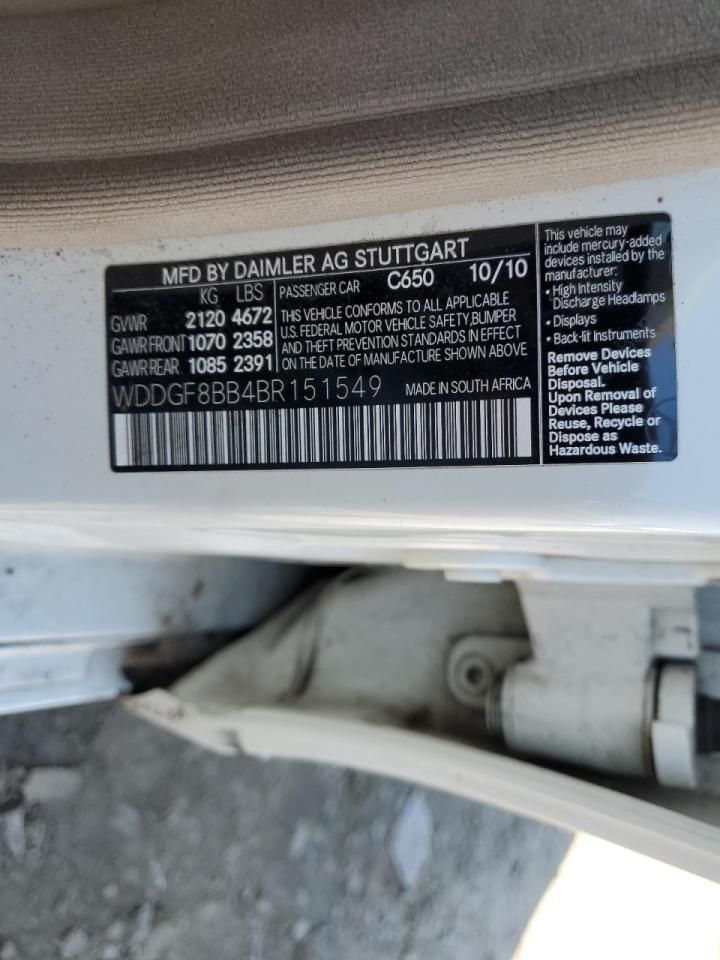 MFD BY DAIMLER AG STUTTGART
KG LBS
GVWR 2120 4672
GAWR FRONT 1070 2358
GAWR REAR 1085 2391
PASSENGER CAR C650 10/10
THIS VEHICLE CONFORMS TO ALL APPLICABLE
U.S. FEDERAL MOTOR VEHICLE SAFETY,BUMPER
AND THEFT PREVENTION STANDARDS IN EFFECT
ON THE DATE OF MANUFACTURE SHOWN ABOVE
WDDGF8BB4BR151549
MADE IN SOUTH AFRICA
This vehicle may
include mercury-added
devices installed by the
manufacturer:
• High Intensity
Discharge Headlamps
• Displays
• Back-lit Instruments
Remove Devices
Before Vehicle
Disposal.
Upon Removal of
Devices Please
Reuse, Recycle or
Dispose as
Hazardous Waste.